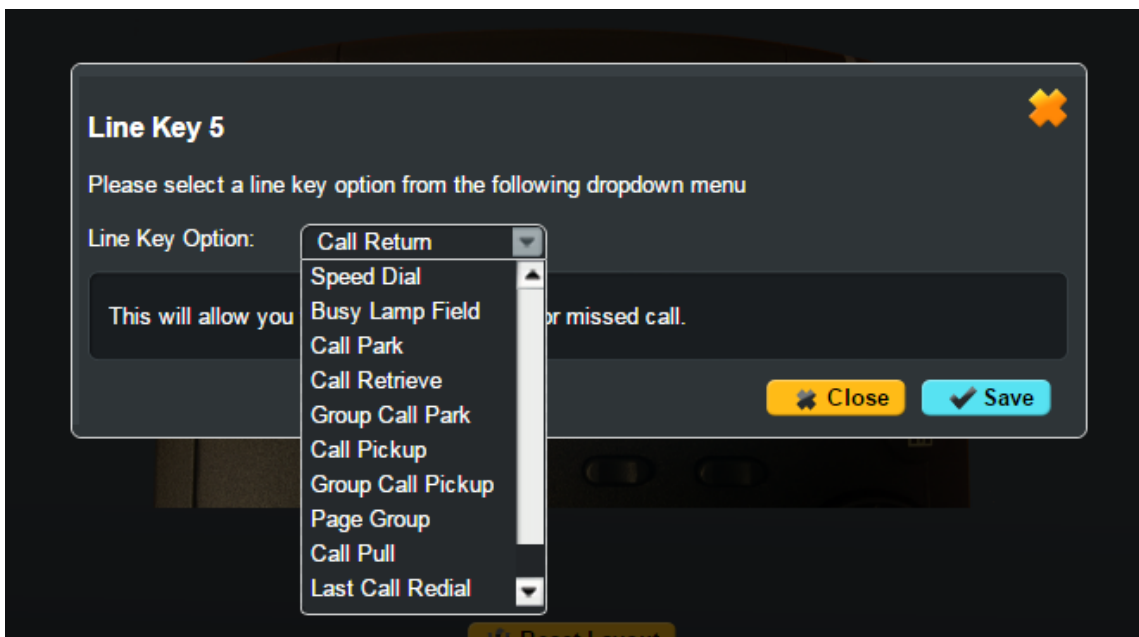 Line Key 5
Please select a line key option from the following dropdown menu
Line Key Option:
Call Return
Speed Dial
Busy Lamp Field
Call Park
Call Retrieve
Group Call Park
Call Pickup
Group Call Pickup
Page Group
Call Pull
Last Call Redial
This will allow you
or missed call.
Close
Save
Reset Layout